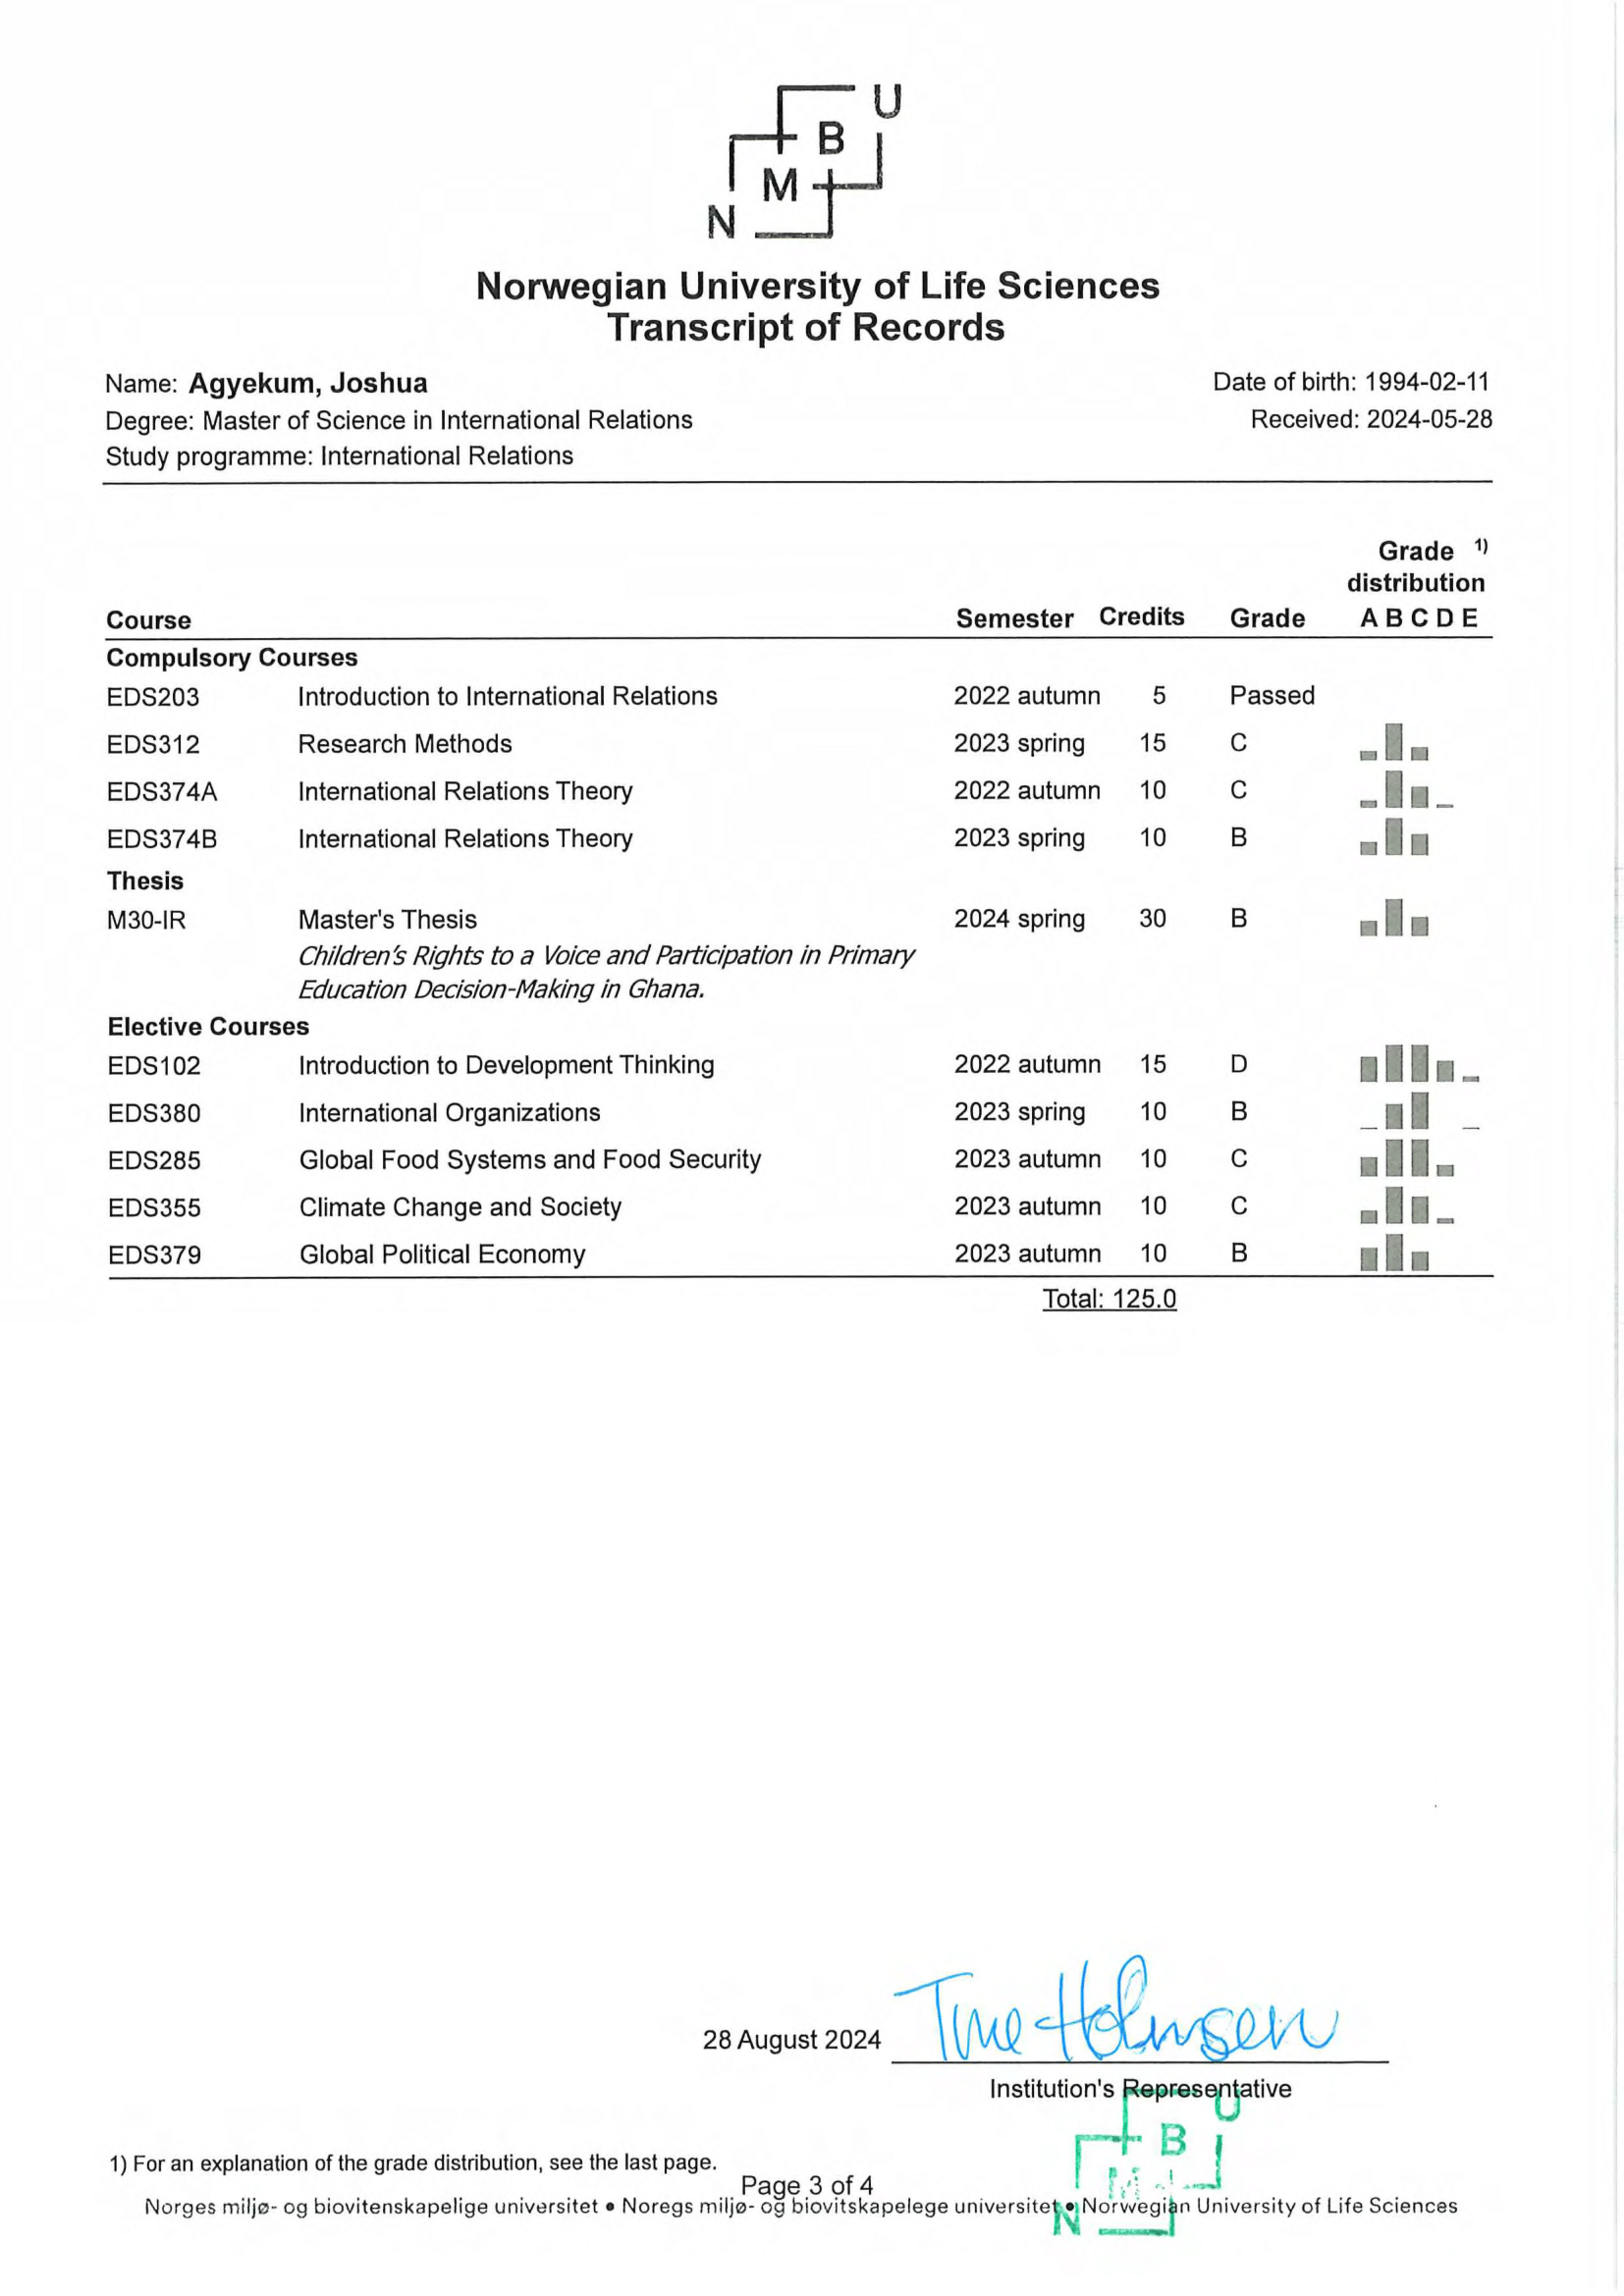 U
B
M
N
Norwegian University of Life Sciences
Transcript of Records
Name: Agyekum, Joshua Date of birth: 1994-02-11
Degree: Master of Science in International Relations Received: 2024-05-28
Study programme: International Relations
Grade 1)
distribution
Course Semester Credits Grade A B C D E
Compulsory Courses
EDS203 Introduction to International Relations 2022 autumn 5 Passed
EDS312 Research Methods 2023 spring 15 C
EDS374A International Relations Theory 2022 autumn 10 C
EDS374B International Relations Theory 2023 spring 10 B
Thesis
M30-IR Master's Thesis 2024 spring 30 B
Children's Rights to a Voice and Participation in Primary
Education Decision-Making in Ghana.
Elective Courses
EDS102 Introduction to Development Thinking 2022 autumn 15 D
EDS380 International Organizations 2023 spring 10 B
EDS285 Global Food Systems and Food Security 2023 autumn 10 C
EDS355 Climate Change and Society 2023 autumn 10 C
EDS379 Global Political Economy 2023 autumn 10 B
Total: 125.0
28 August 2024 Tine Holmsen
Institution's Representative
U
B
M
N
1) For an explanation of the grade distribution, see the last page.
Page 3 of 4
Norges miljø- og biovitenskapelige universitet • Noregs miljø- og biovitskapelege universitet • Norwegian University of Life Sciences